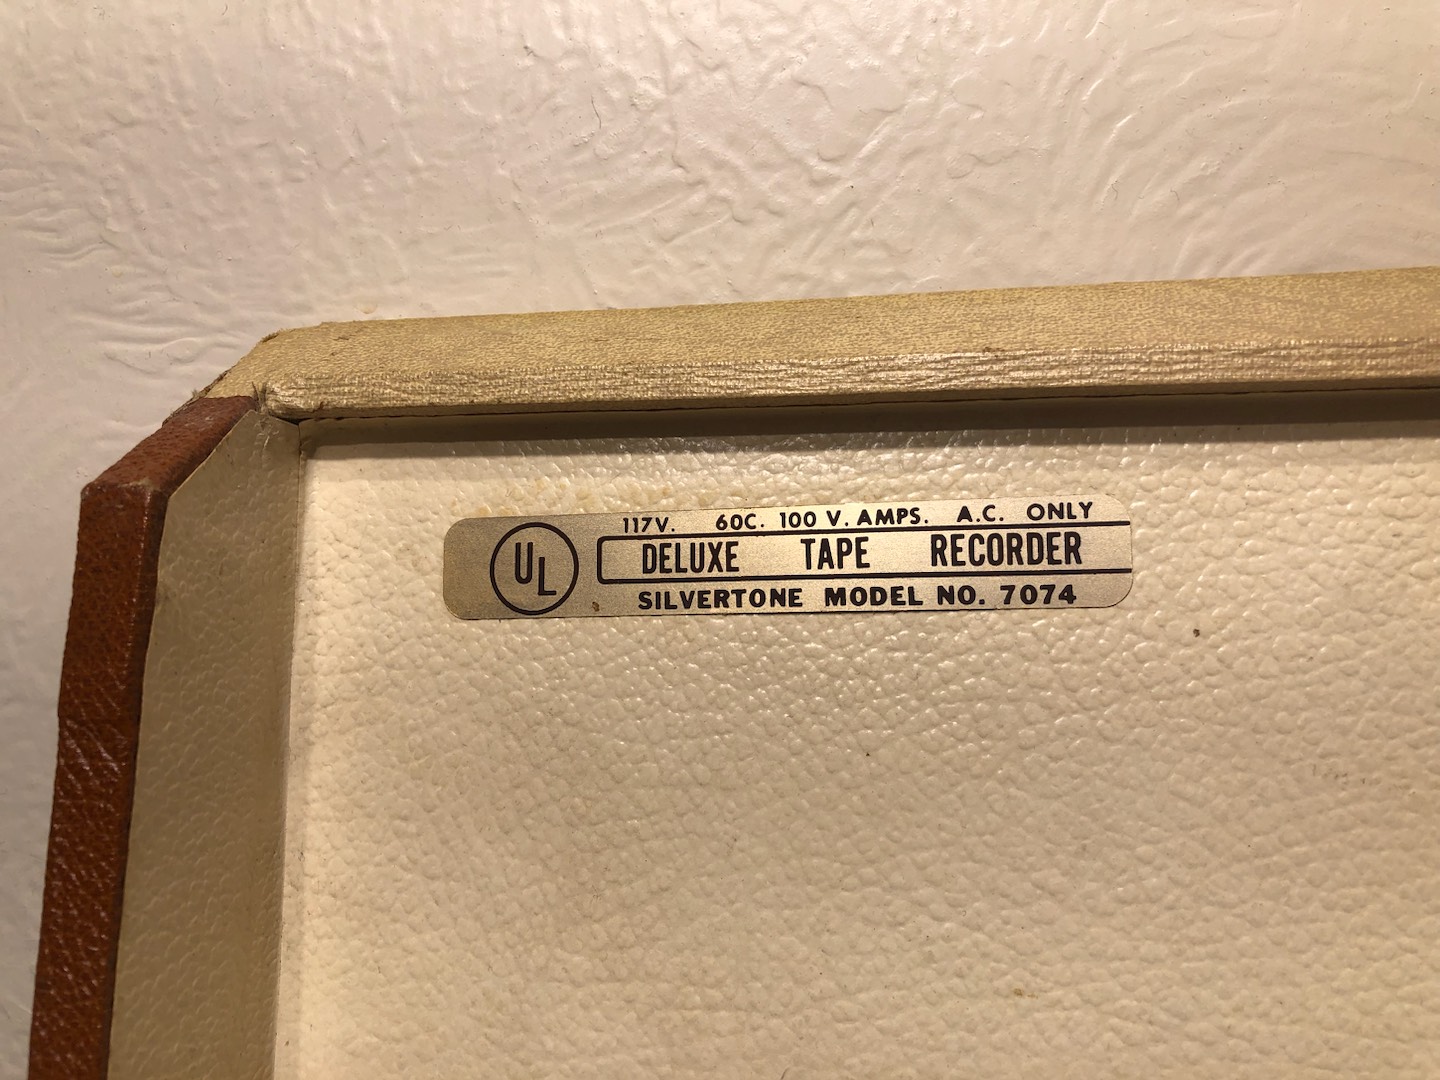 UL
117V. 60C. 100 V. AMPS. A.C. ONLY
DELUXE TAPE RECORDER
SILVERTONE MODEL NO. 7074